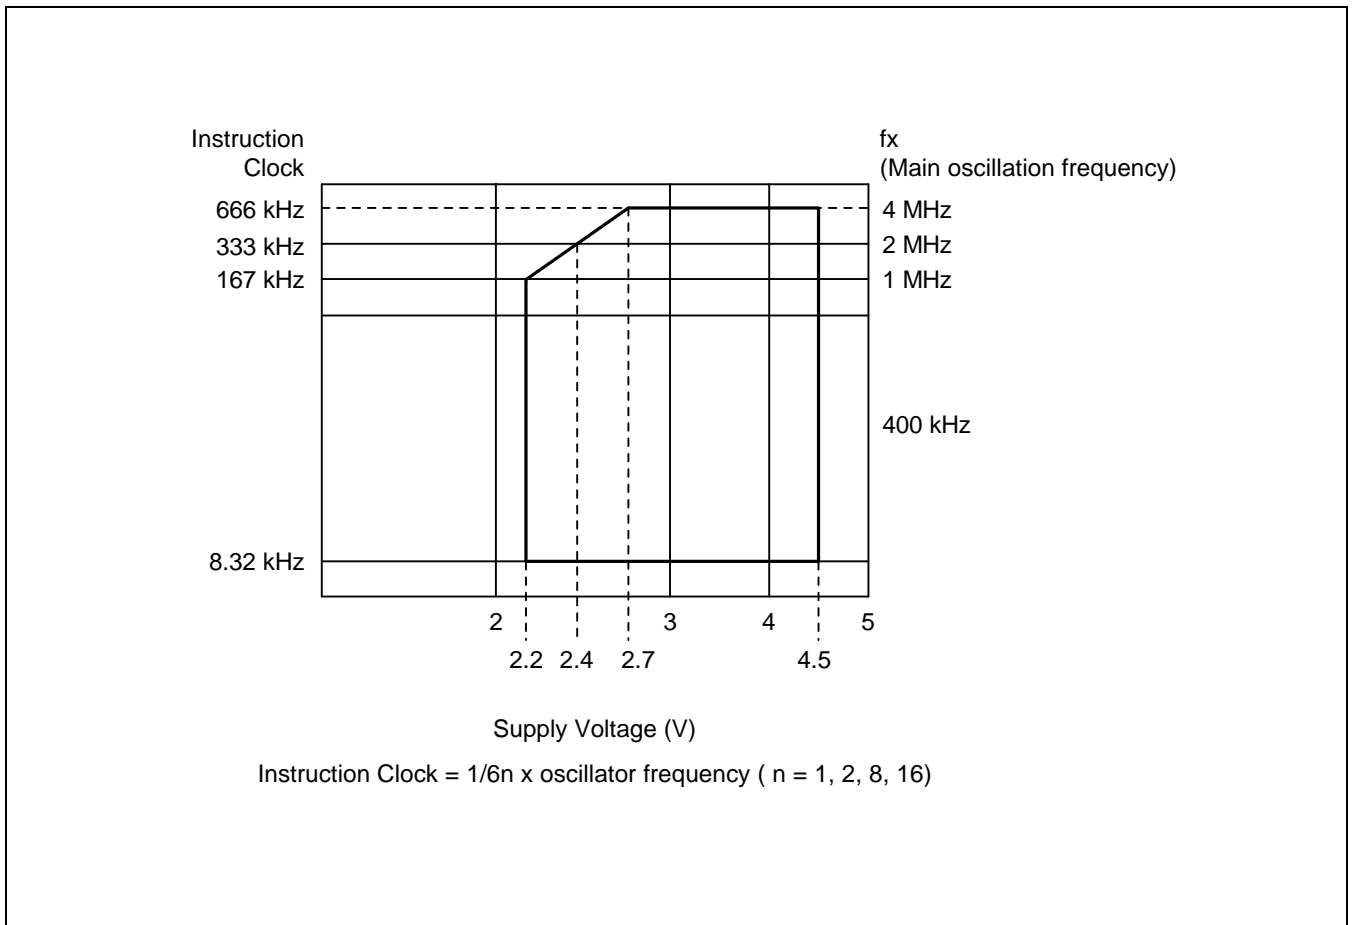 Instruction
Clock
fx
(Main oscillation frequency)
666 kHz
4 MHz
333 kHz
2 MHz
167 kHz
1 MHz
400 kHz
8.32 kHz
2
3
4
5
2.2
2.4
2.7
4.5
Supply Voltage (V)
Instruction Clock = 1/6n x oscillator frequency ( n = 1, 2, 8, 16)